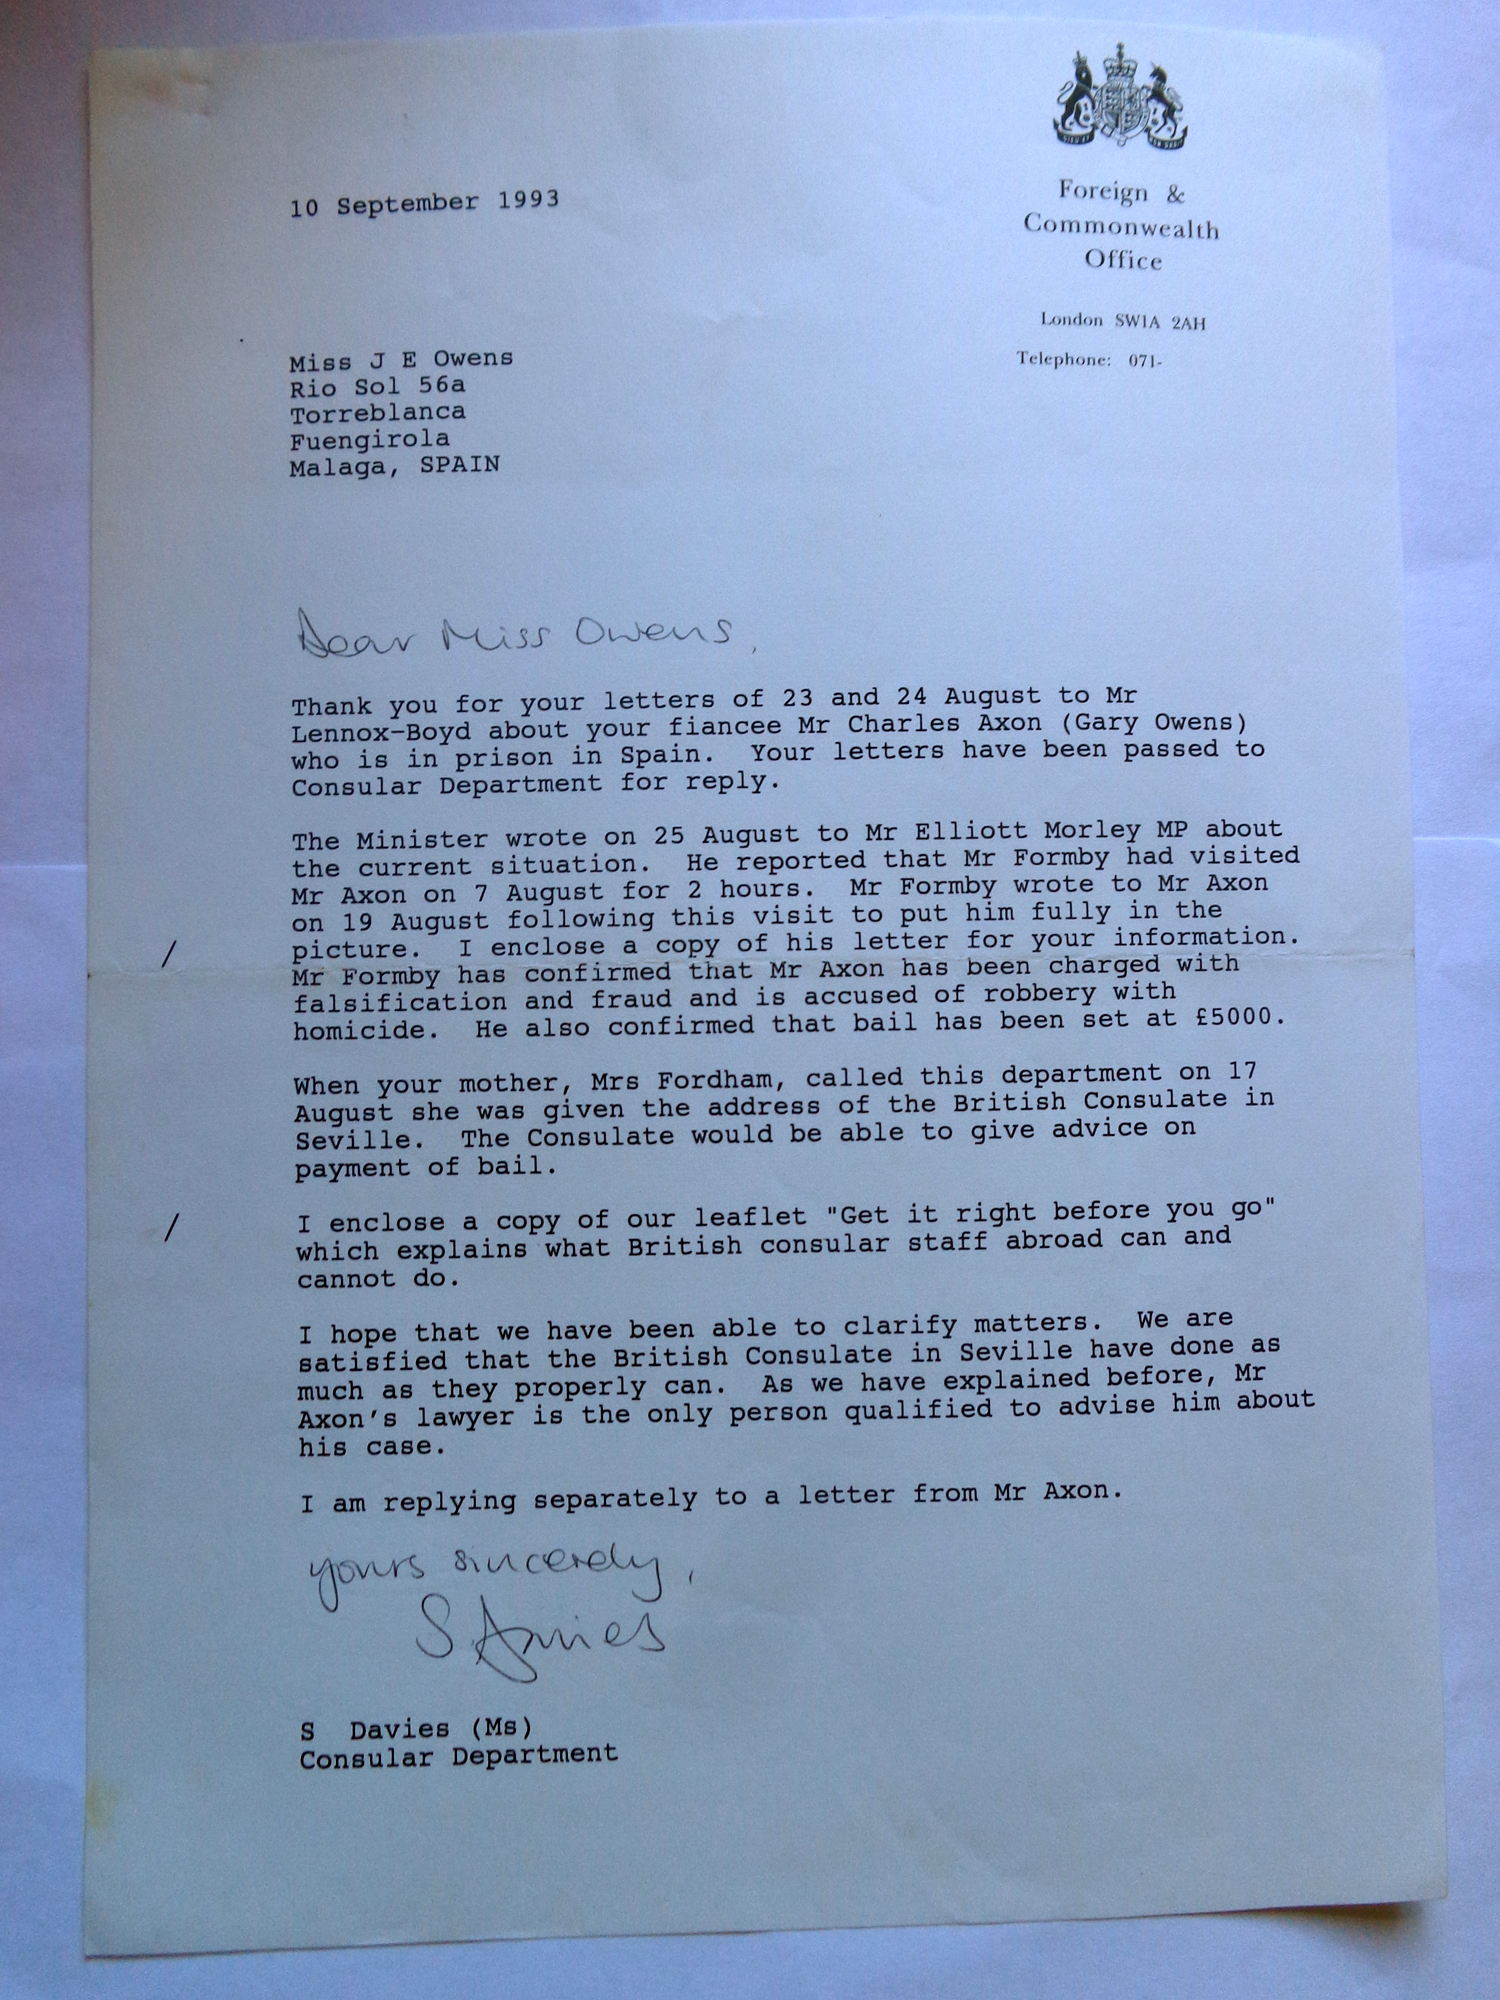 10 September 1993
Foreign &
Commonwealth
Office
London SW1A 2AH
Telephone: 071-
Miss J E Owens
Rio Sol 56a
Torreblanca
Fuengirola
Malaga, SPAIN
Dear Miss Owens,
Thank you for your letters of 23 and 24 August to Mr
Lennox-Boyd about your fiancee Mr Charles Axon (Gary Owens)
who is in prison in Spain. Your letters have been passed to
Consular Department for reply.
The Minister wrote on 25 August to Mr Elliott Morley MP about
the current situation. He reported that Mr Formby had visited
Mr Axon on 7 August for 2 hours. Mr Formby wrote to Mr Axon
on 19 August following this visit to put him fully in the
/ picture. I enclose a copy of his letter for your information.
Mr Formby has confirmed that Mr Axon has been charged with
falsification and fraud and is accused of robbery with
homicide. He also confirmed that bail has been set at £5000.
When your mother, Mrs Fordham, called this department on 17
August she was given the address of the British Consulate in
Seville. The Consulate would be able to give advice on
payment of bail.
/ I enclose a copy of our leaflet "Get it right before you go"
which explains what British consular staff abroad can and
cannot do.
I hope that we have been able to clarify matters. We are
satisfied that the British Consulate in Seville have done as
much as they properly can. As we have explained before, Mr
Axon's lawyer is the only person qualified to advise him about
his case.
I am replying separately to a letter from Mr Axon.
yours sincerely,
S Davies
S Davies (Ms)
Consular Department